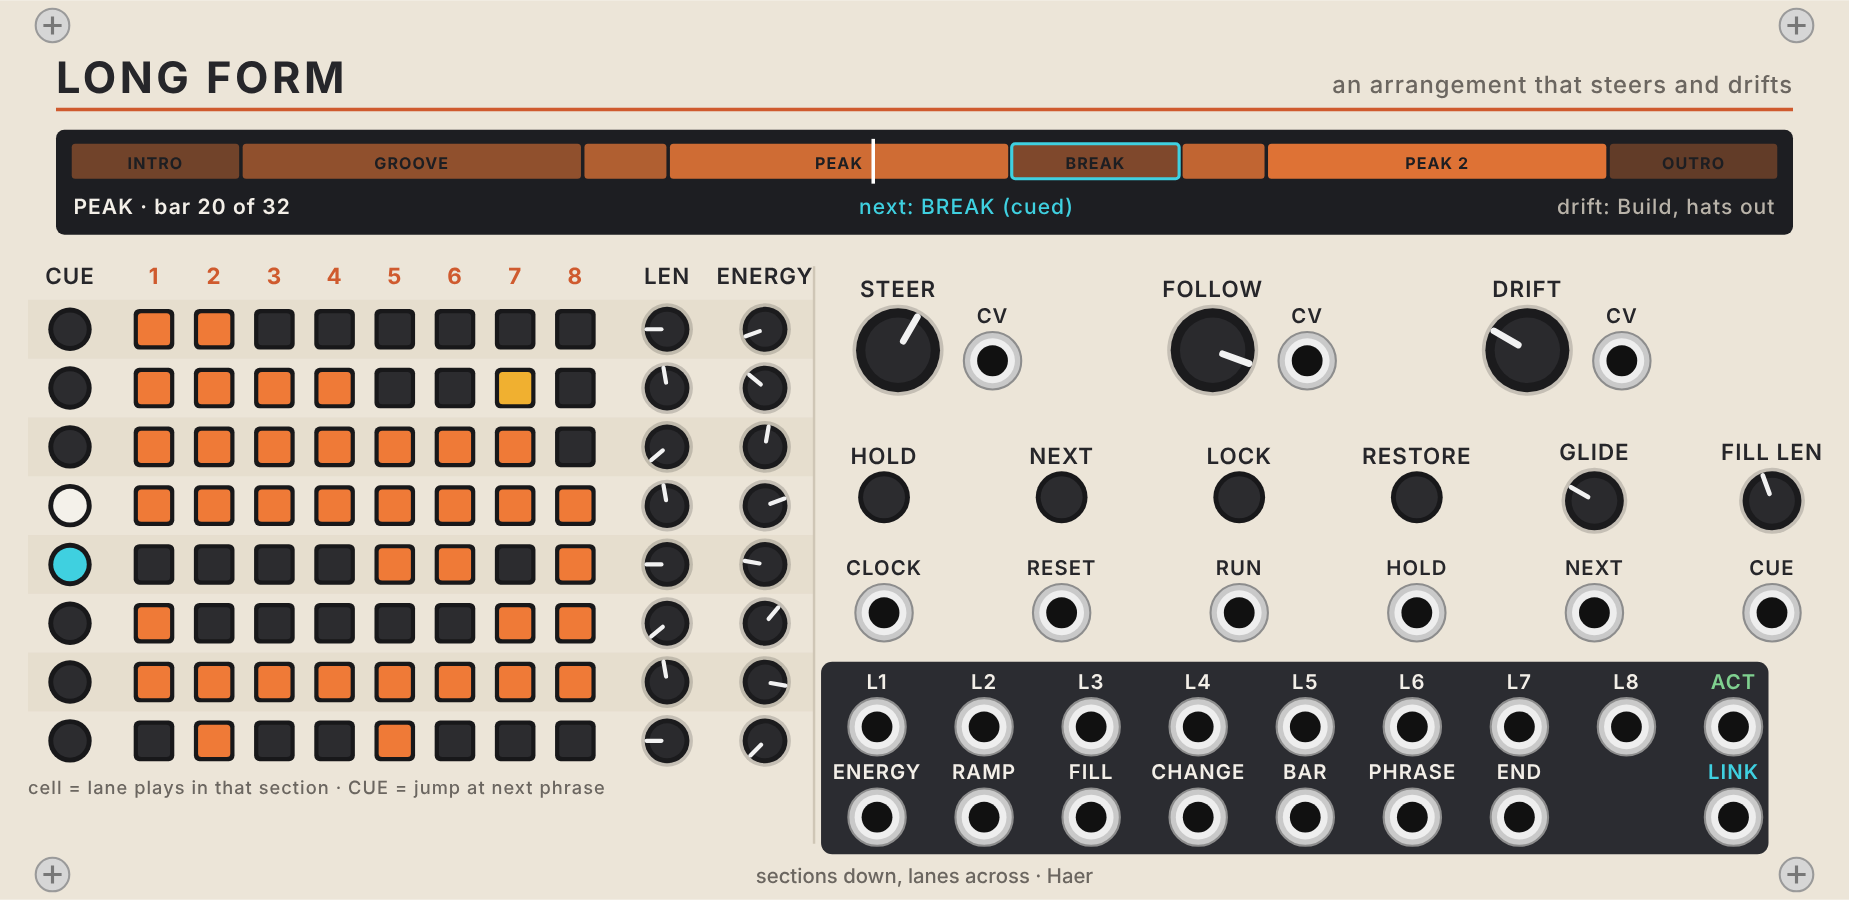 LONG FORM
an arrangement that steers and drifts
INTRO GROOVE PEAK BREAK PEAK 2 OUTRO
PEAK · bar 20 of 32 next: BREAK (cued) drift: Build, hats out
CUE 1 2 3 4 5 6 7 8 LEN ENERGY
cell = lane plays in that section · CUE = jump at next phrase
STEER FOLLOW DRIFT
CV CV CV
HOLD NEXT LOCK RESTORE GLIDE FILL LEN
CLOCK RESET RUN HOLD NEXT CUE
L1 L2 L3 L4 L5 L6 L7 L8 ACT
ENERGY RAMP FILL CHANGE BAR PHRASE END LINK
sections down, lanes across · Haer